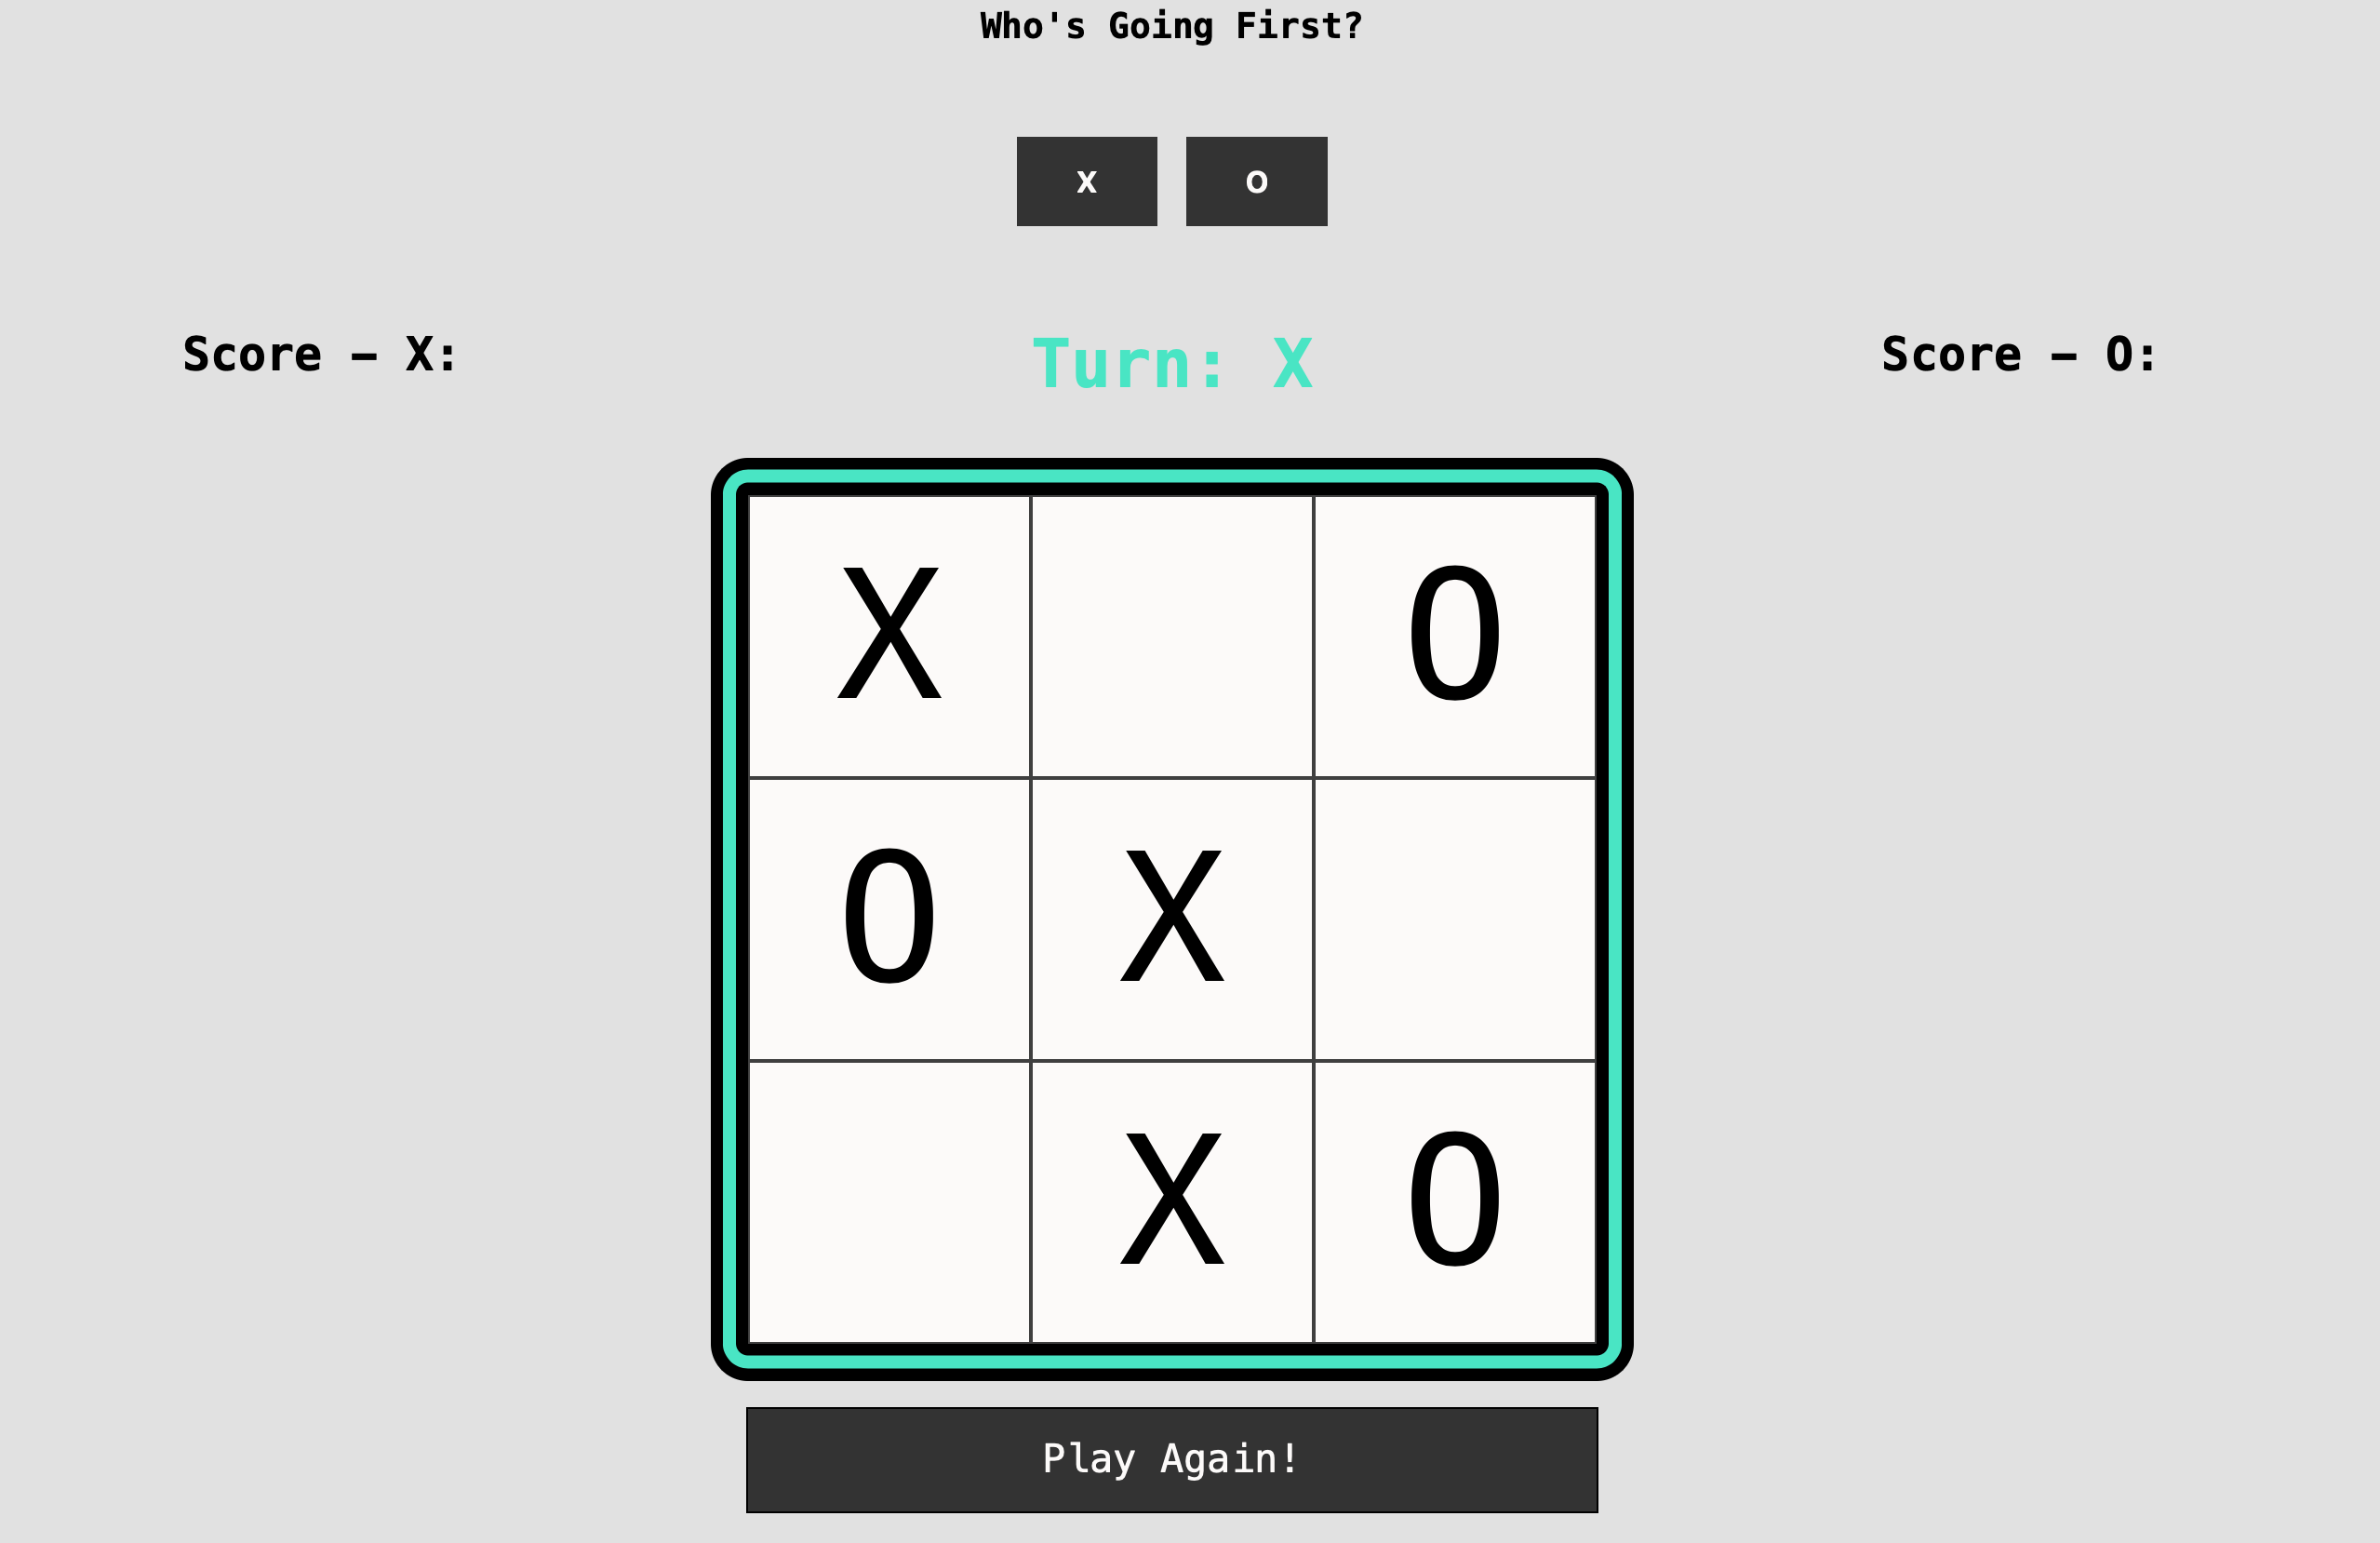 Who's Going First?
x o
Score – X: Turn: X Score – O:
X O
O X
X O
Play Again!